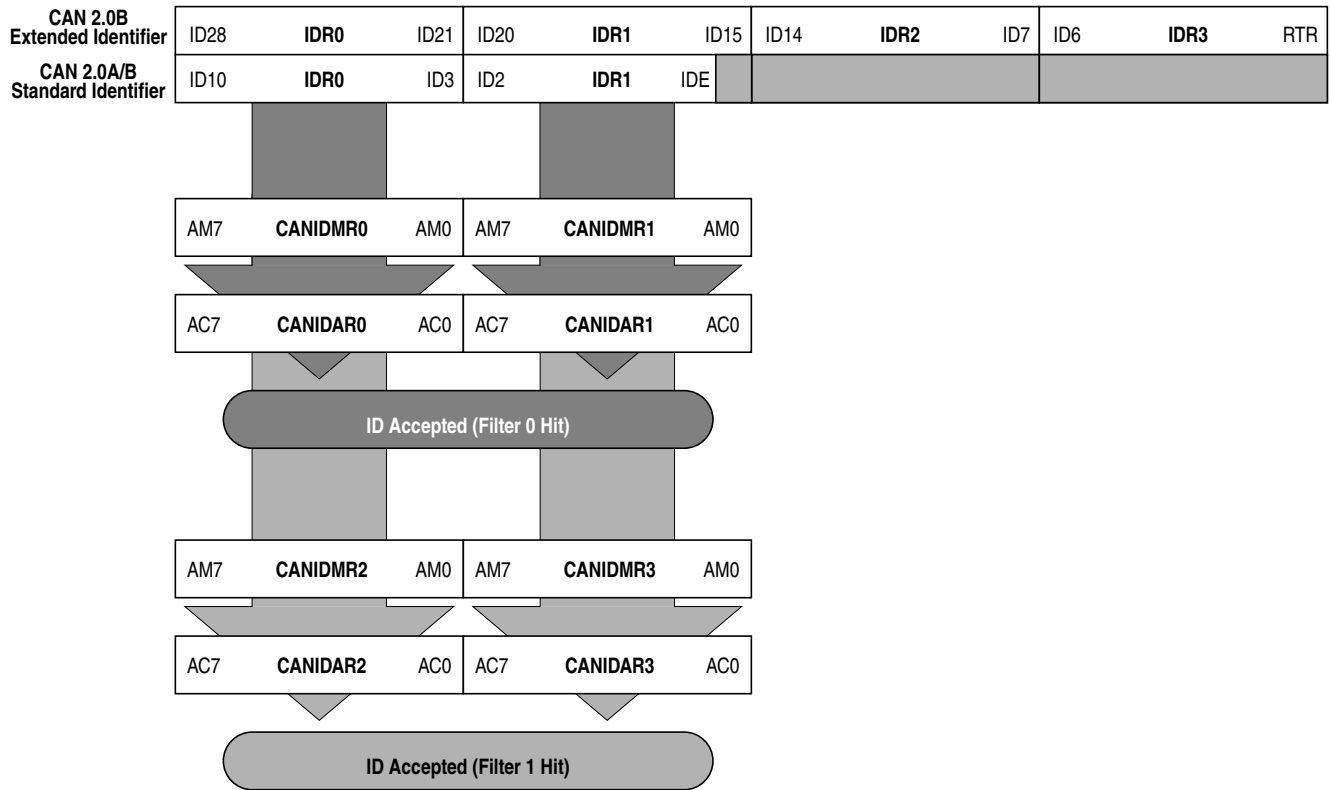 CAN 2.0B
Extended Identifier
ID28 IDR0 ID21 ID20 IDR1 ID15 ID14 IDR2 ID7 ID6 IDR3 RTR
CAN 2.0A/B
Standard Identifier
ID10 IDR0 ID3 ID2 IDR1 IDE
AM7 CANIDMR0 AM0 AM7 CANIDMR1 AM0
AC7 CANIDAR0 AC0 AC7 CANIDAR1 AC0
ID Accepted (Filter 0 Hit)
AM7 CANIDMR2 AM0 AM7 CANIDMR3 AM0
AC7 CANIDAR2 AC0 AC7 CANIDAR3 AC0
ID Accepted (Filter 1 Hit)